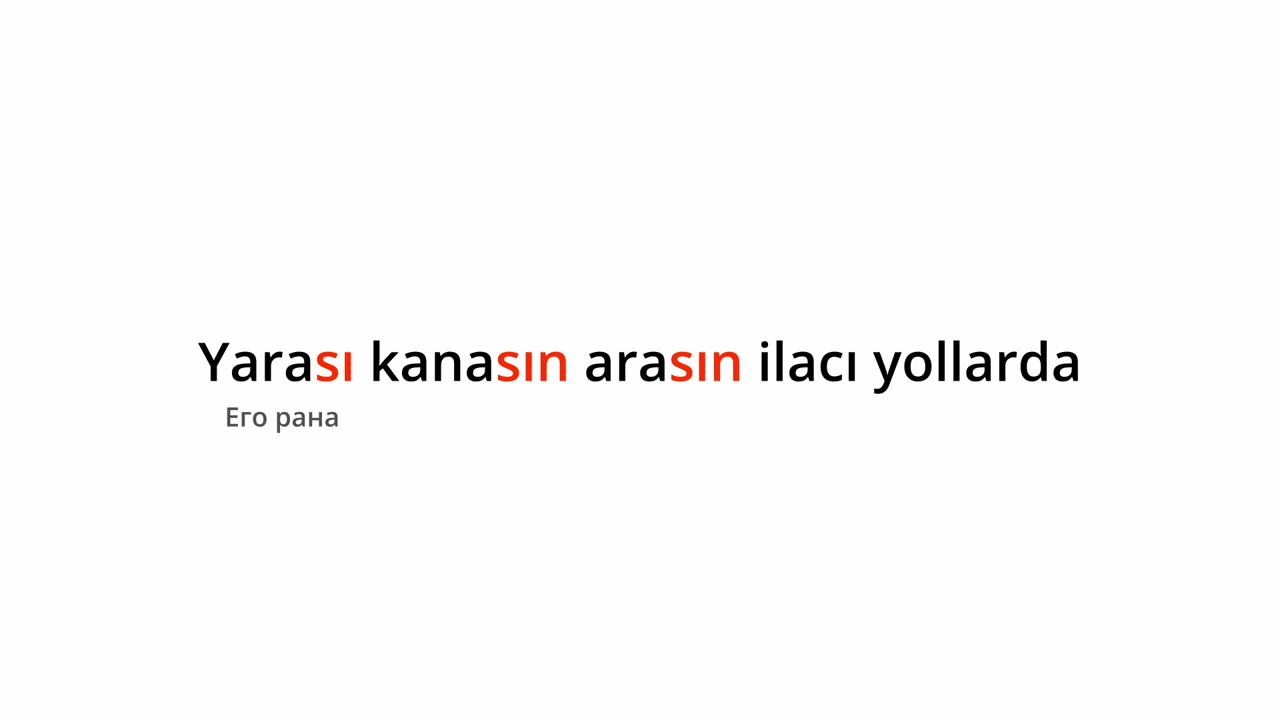 Yarası kanasın arasın ilacı yollarda
Его рана